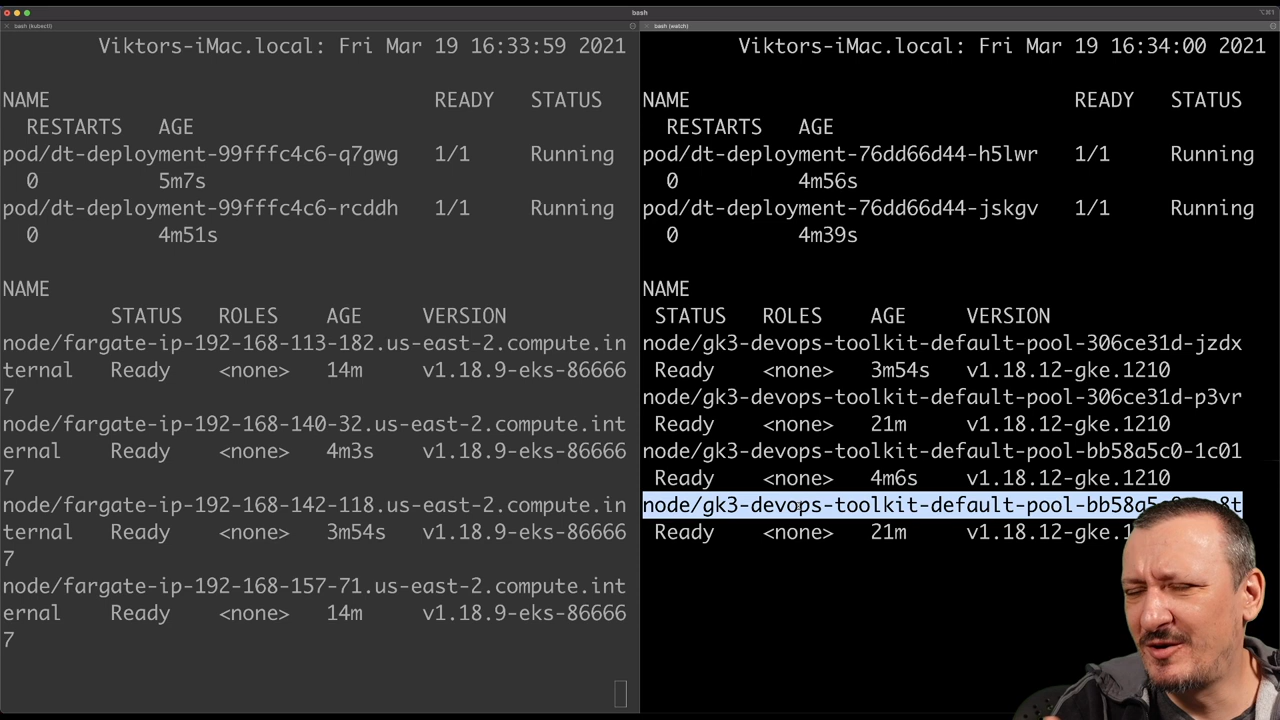 bash
⌥⌘1
bash (kubectl)
bash (watch)
Viktors-iMac.local: Fri Mar 19 16:33:59 2021
NAME READY STATUS
RESTARTS AGE
pod/dt-deployment-99fffc4c6-q7gwg 1/1 Running
0 5m7s
pod/dt-deployment-99fffc4c6-rcddh 1/1 Running
0 4m51s
NAME
STATUS ROLES AGE VERSION
node/fargate-ip-192-168-113-182.us-east-2.compute.in
ternal Ready <none> 14m v1.18.9-eks-86666
7
node/fargate-ip-192-168-140-32.us-east-2.compute.int
ernal Ready <none> 4m3s v1.18.9-eks-86666
7
node/fargate-ip-192-168-142-118.us-east-2.compute.in
ternal Ready <none> 3m54s v1.18.9-eks-86666
7
node/fargate-ip-192-168-157-71.us-east-2.compute.int
ernal Ready <none> 14m v1.18.9-eks-86666
7
Viktors-iMac.local: Fri Mar 19 16:34:00 2021
NAME READY STATUS
RESTARTS AGE
pod/dt-deployment-76dd66d44-h5lwr 1/1 Running
0 4m56s
pod/dt-deployment-76dd66d44-jskgv 1/1 Running
0 4m39s
NAME
STATUS ROLES AGE VERSION
node/gk3-devops-toolkit-default-pool-306ce31d-jzdx
Ready <none> 3m54s v1.18.12-gke.1210
node/gk3-devops-toolkit-default-pool-306ce31d-p3vr
Ready <none> 21m v1.18.12-gke.1210
node/gk3-devops-toolkit-default-pool-bb58a5c0-1c01
Ready <none> 4m6s v1.18.12-gke.1210
node/gk3-devops-toolkit-default-pool-bb58a5
Ready <none> 21m v1.18.12-gke.1